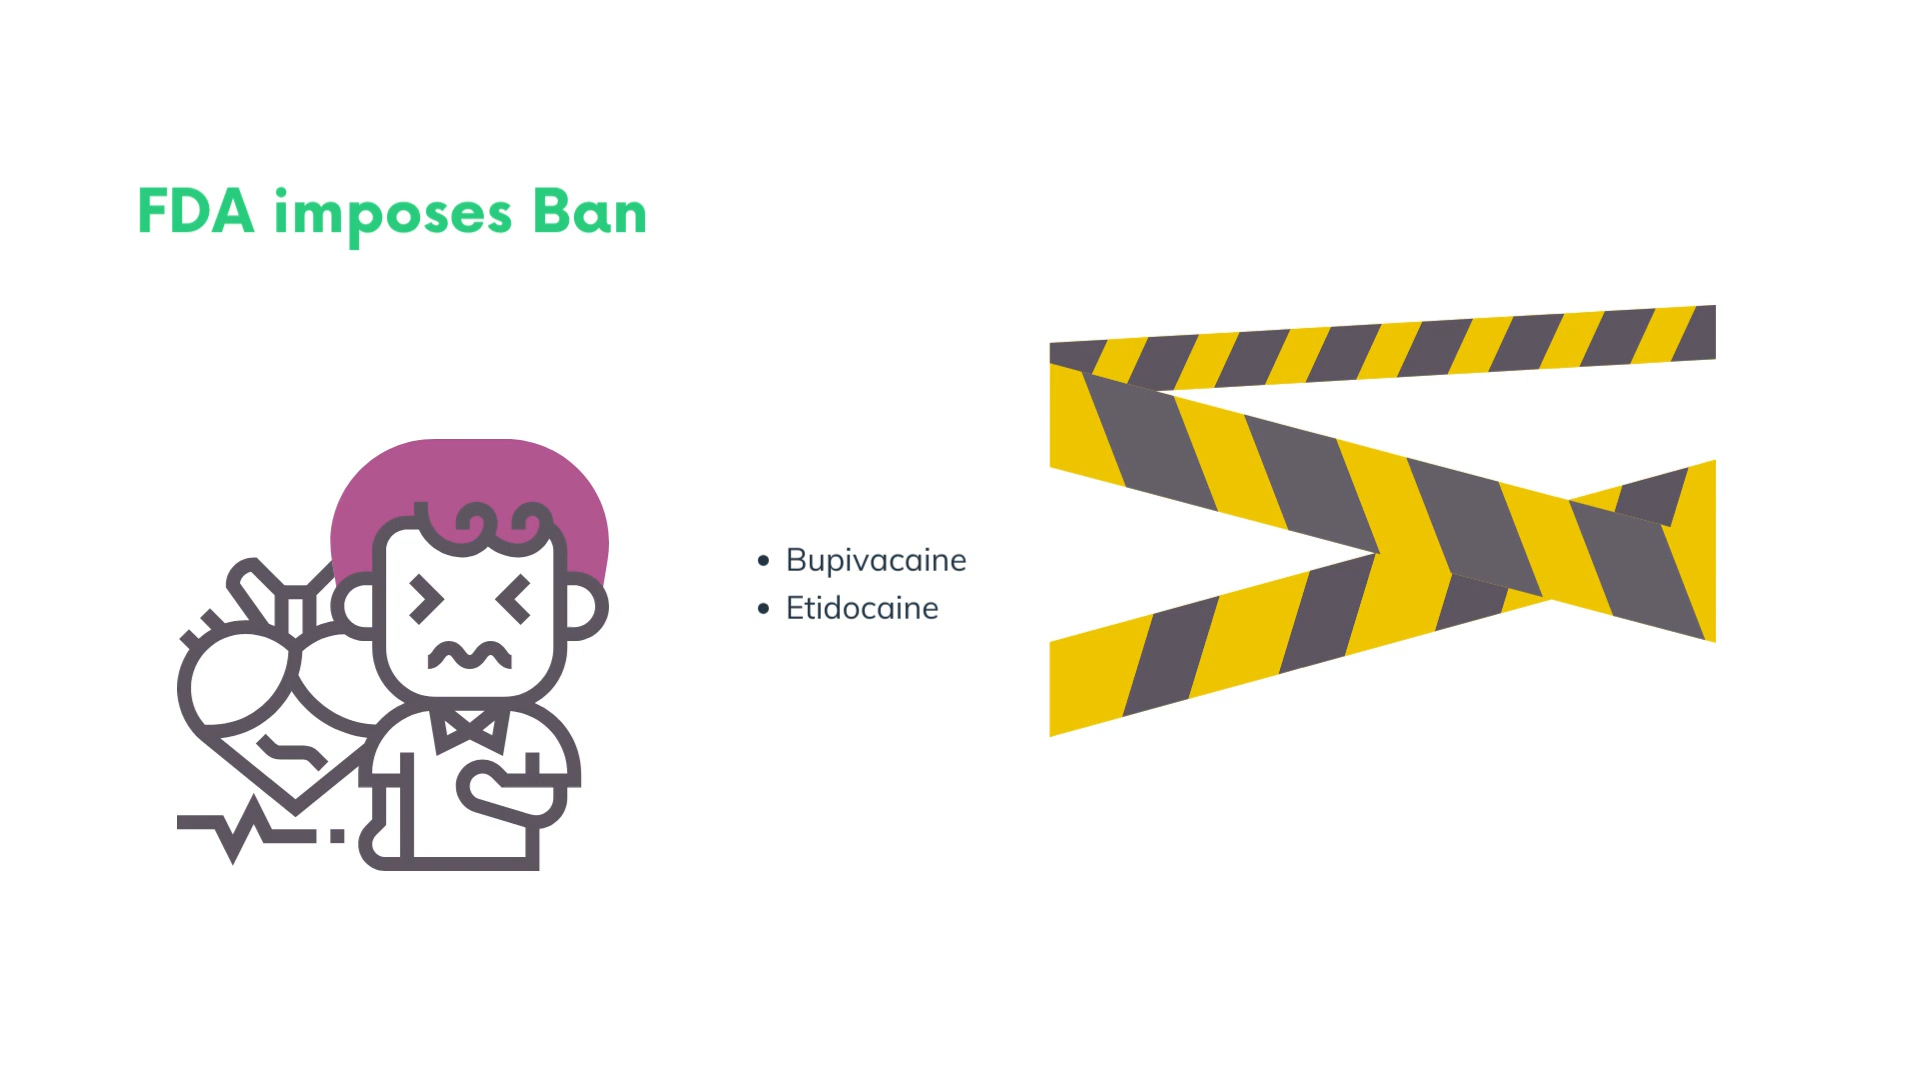 FDA imposes Ban
• Bupivacaine
• Etidocaine